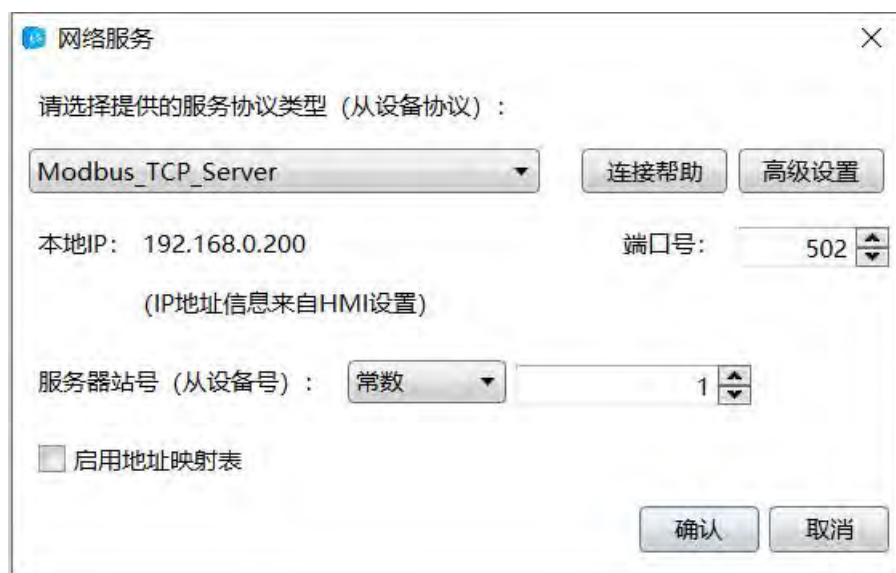 网络服务
请选择提供的服务协议类型（从设备协议）：
Modbus_TCP_Server 连接帮助 高级设置
本地IP： 192.168.0.200 端口号： 502
(IP地址信息来自HMI设置)
服务器站号（从设备号）： 常数 1
启用地址映射表
确认 取消